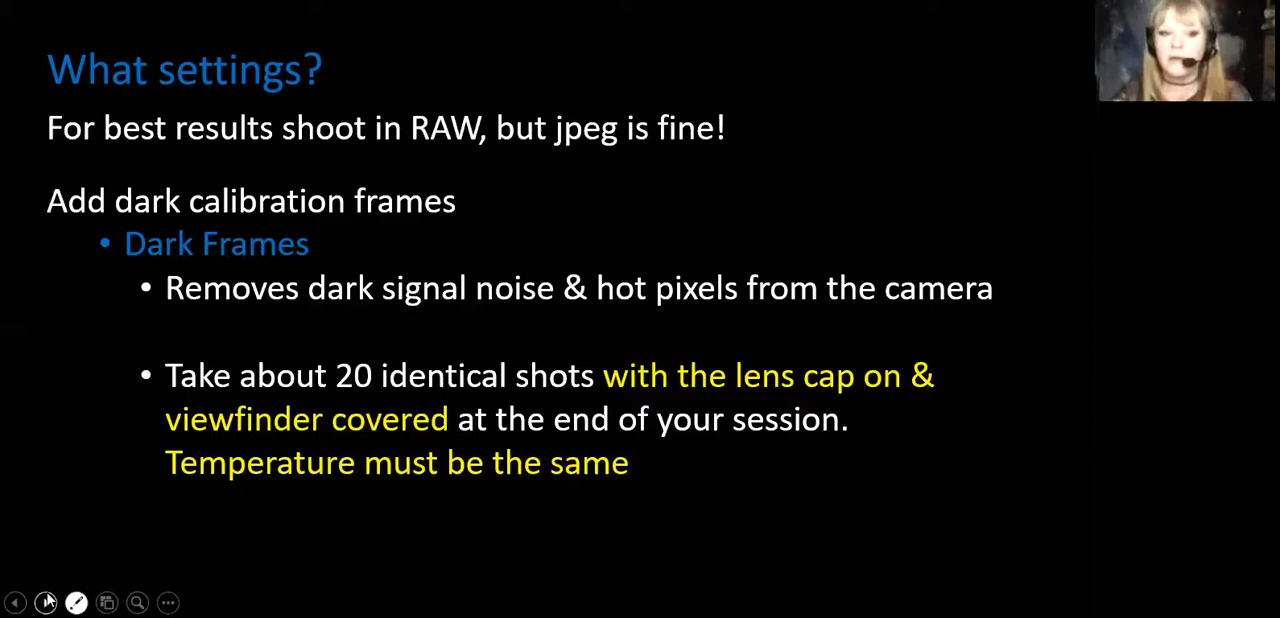 What settings?
For best results shoot in RAW, but jpeg is fine!
Add dark calibration frames
• Dark Frames
• Removes dark signal noise & hot pixels from the camera
• Take about 20 identical shots with the lens cap on &
viewfinder covered at the end of your session.
Temperature must be the same